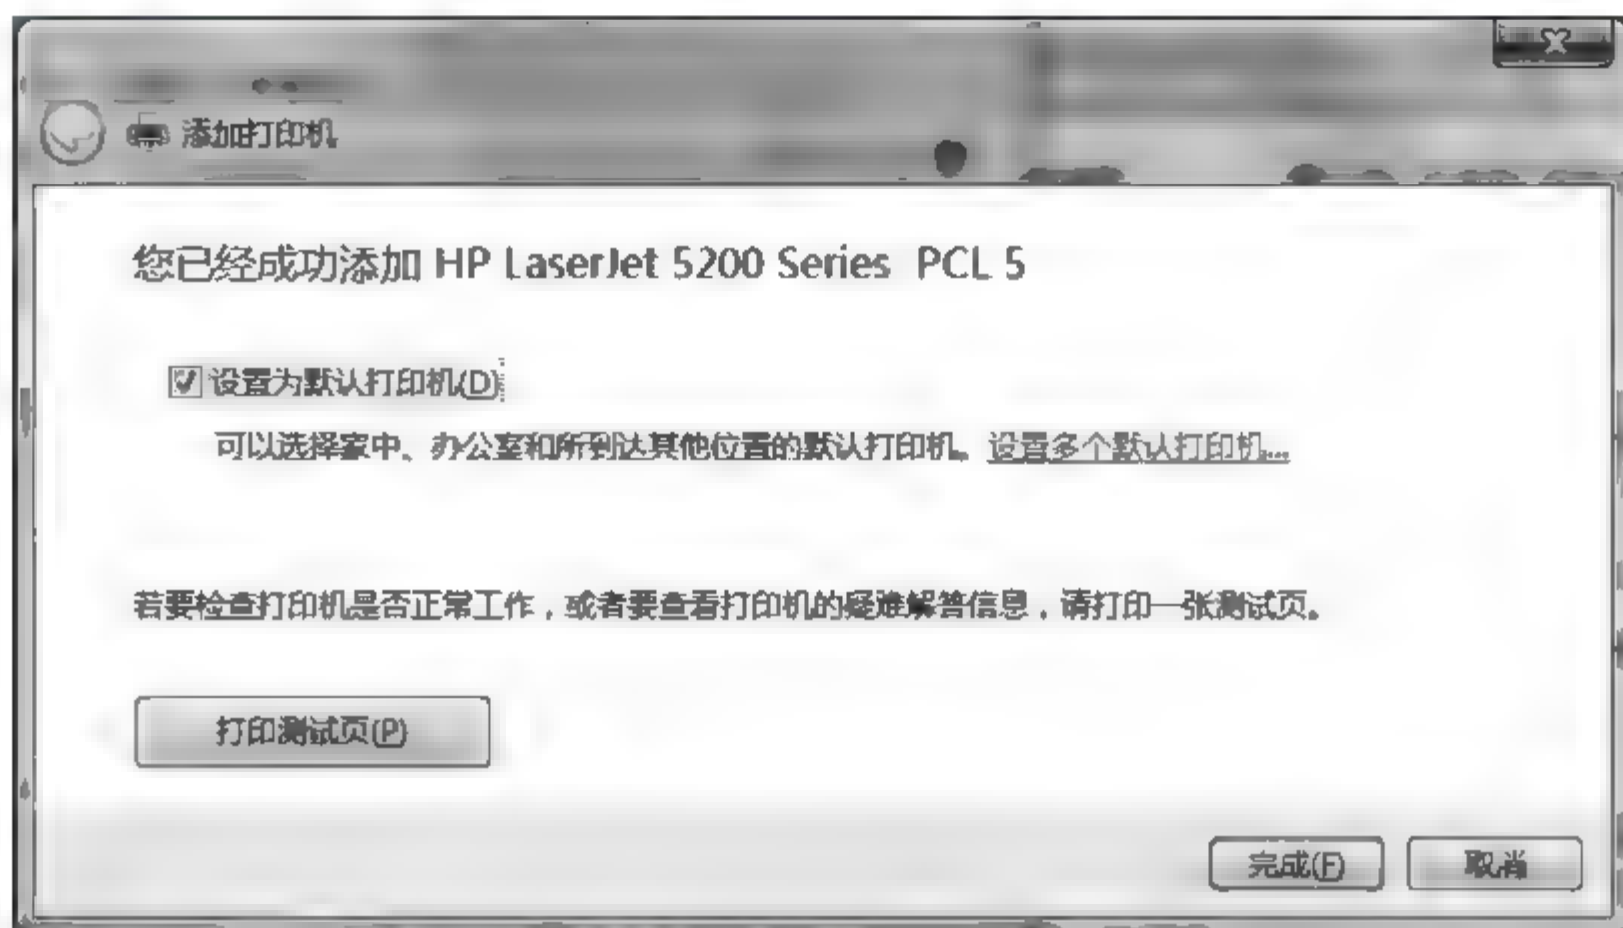 添加打印机
您已经成功添加 HP LaserJet 5200 Series PCL 5
设置为默认打印机(D)
可以选择家中、办公室和所到达其他位置的默认打印机。设置多个默认打印机...
若要检查打印机是否正常工作，或者要查看打印机的疑难解答信息，请打印一张测试页。
打印测试页(P)
完成(F) 取消